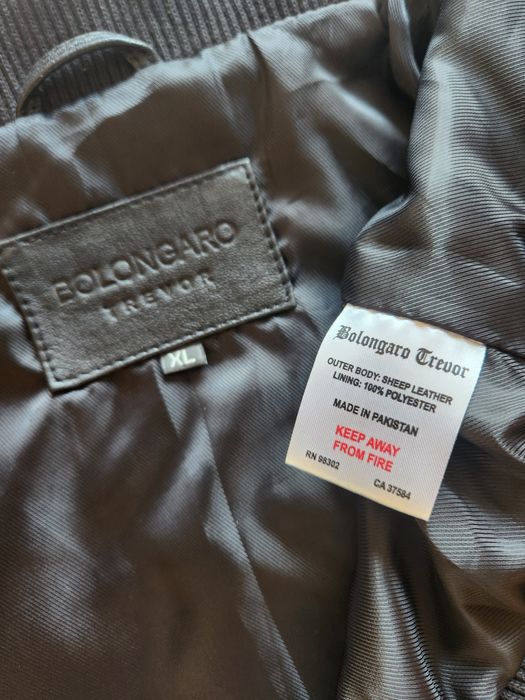 BOLONGARO
TREVOR
XL
Bolongaro Trevor
OUTER BODY: SHEEP LEATHER
LINING: 100% POLYESTER
MADE IN PAKISTAN
KEEP AWAY
FROM FIRE
RN 98302
CA 37584